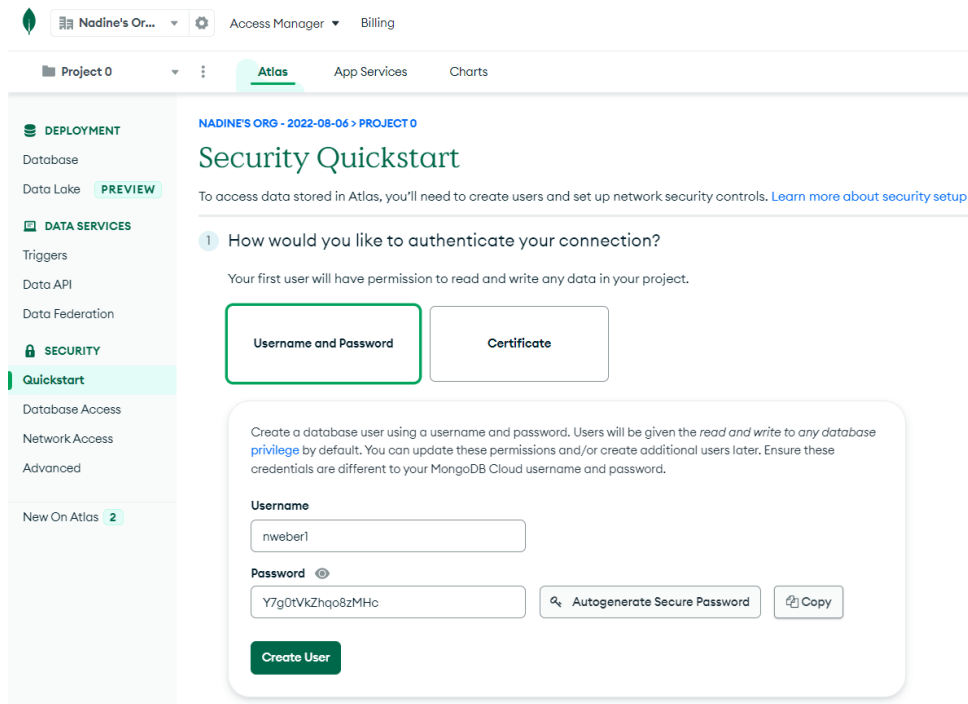 Nadine's Or...
Access Manager
Billing
Project 0
Atlas
App Services
Charts
DEPLOYMENT
Database
Data Lake PREVIEW
DATA SERVICES
Triggers
Data API
Data Federation
SECURITY
Quickstart
Database Access
Network Access
Advanced
New On Atlas 2
NADINE'S ORG - 2022-08-06 > PROJECT 0
Security Quickstart
To access data stored in Atlas, you'll need to create users and set up network security controls. Learn more about security setup
1 How would you like to authenticate your connection?
Your first user will have permission to read and write any data in your project.
Username and Password
Certificate
Create a database user using a username and password. Users will be given the read and write to any database
privilege by default. You can update these permissions and/or create additional users later. Ensure these
credentials are different to your MongoDB Cloud username and password.
Username
nweber1
Password
Y7g0tVkZhqo8zMHc
Autogenerate Secure Password
Copy
Create User